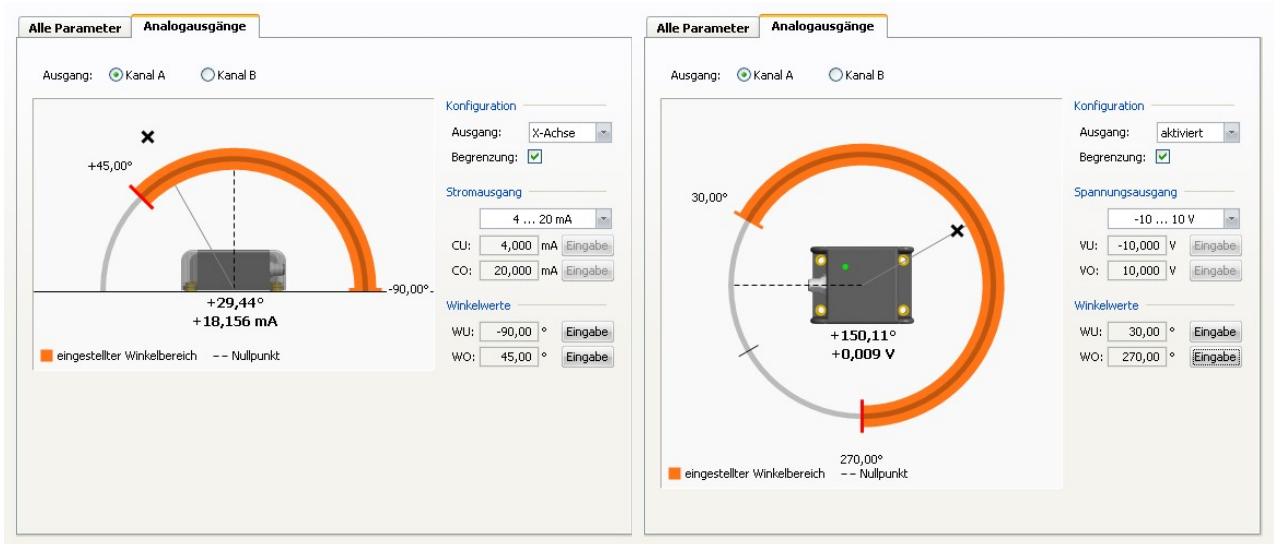 Alle Parameter Analogausgänge
Ausgang: Kanal A Kanal B
+45,00°
-90,00°
+29,44°
+18,156 mA
eingestellter Winkelbereich -- Nullpunkt
Konfiguration
Ausgang: X-Achse
Begrenzung:
Stromausgang
4 ... 20 mA
CU: 4,000 mA Eingabe
CO: 20,000 mA Eingabe
Winkelwerte
WU: -90,00 ° Eingabe
WO: 45,00 ° Eingabe
Alle Parameter Analogausgänge
Ausgang: Kanal A Kanal B
30,00°
+150,11°
+0,009 V
270,00°
eingestellter Winkelbereich -- Nullpunkt
Konfiguration
Ausgang: aktiviert
Begrenzung:
Spannungsausgang
-10 ... 10 V
VU: -10,000 V Eingabe
VO: 10,000 V Eingabe
Winkelwerte
WU: 30,00 ° Eingabe
WO: 270,00 ° Eingabe